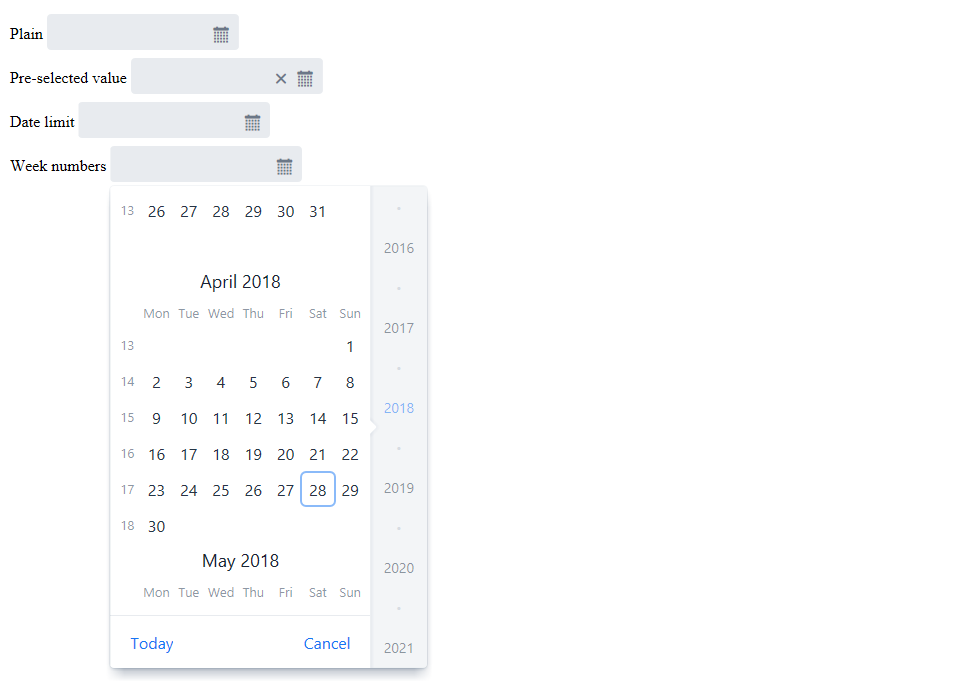 Plain
Pre-selected value
Date limit
Week numbers
13 26 27 28 29 30 31
April 2018
Mon Tue Wed Thu Fri Sat Sun
13 1
14 2 3 4 5 6 7 8
15 9 10 11 12 13 14 15
16 16 17 18 19 20 21 22
17 23 24 25 26 27 28 29
18 30
May 2018
Mon Tue Wed Thu Fri Sat Sun
Today Cancel
2016
2017
2018
2019
2020
2021